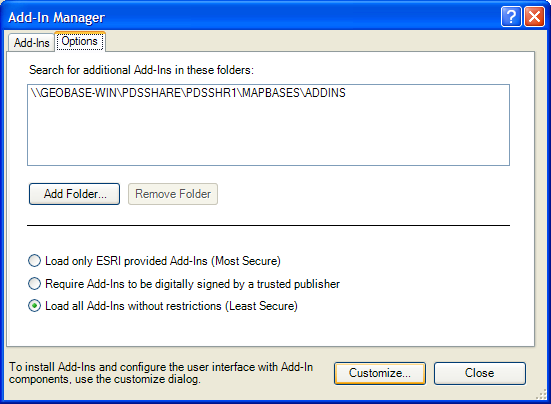 Add-In Manager
Add-Ins Options
Search for additional Add-Ins in these folders:
\\GEOBASE-WIN\PDSSHARE\PDSSHR1\MAPBASES\ADDINS
Add Folder... Remove Folder
Load only ESRI provided Add-Ins (Most Secure)
Require Add-Ins to be digitally signed by a trusted publisher
Load all Add-Ins without restrictions (Least Secure)
To install Add-Ins and configure the user interface with Add-In
components, use the customize dialog.
Customize... Close